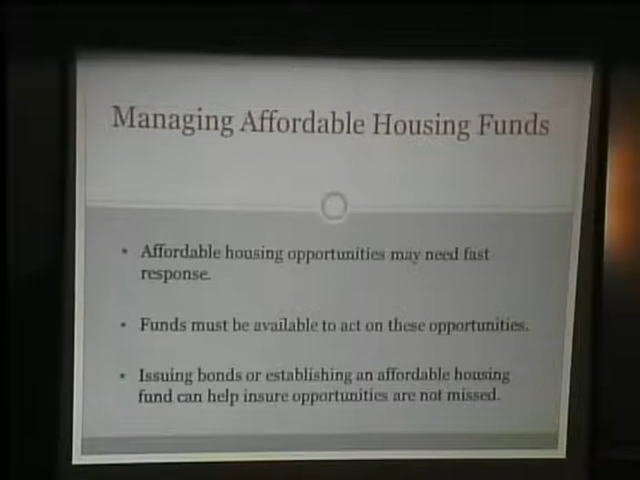 Managing Affordable Housing Funds
• Affordable housing opportunities may need fast
response.
• Funds must be available to act on these opportunities.
• Issuing bonds or establishing an affordable housing
fund can help insure opportunities are not missed.